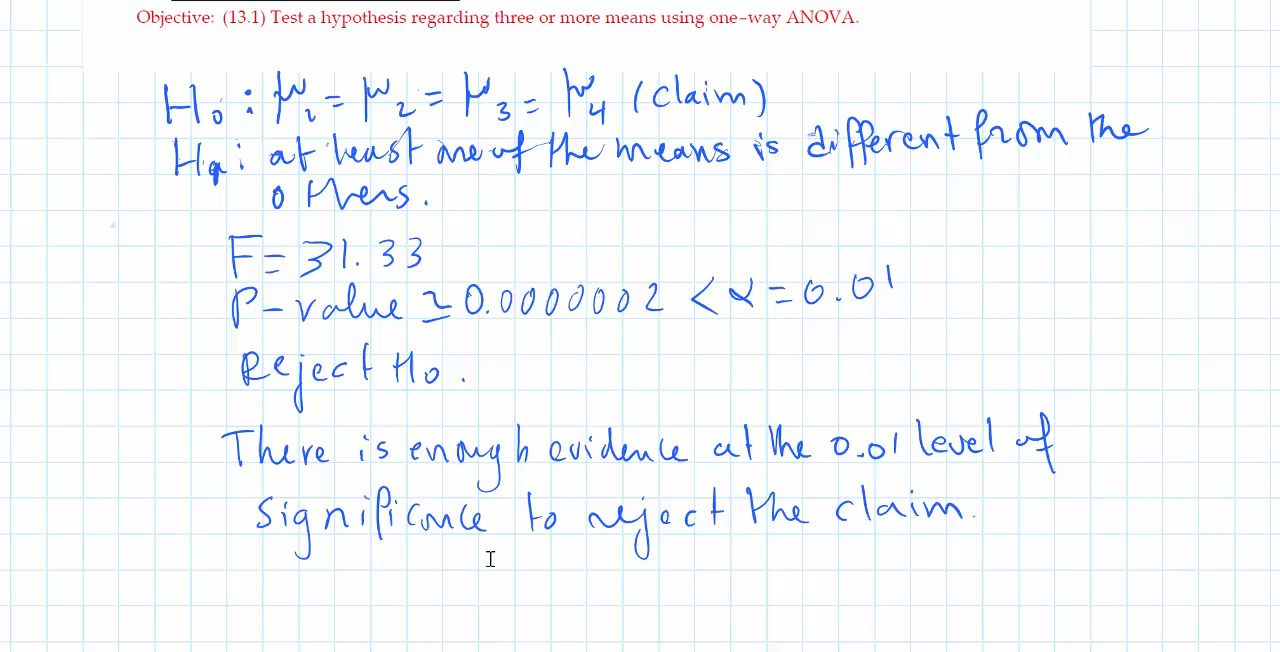 Objective: (13.1) Test a hypothesis regarding three or more means using one-way ANOVA.
H₀ : μ₁ = μ₂ = μ₃ = μ₄ (claim)
Ha : at least one of the means is different from the
others.
F = 31.33
P-value ≃ 0.0000002 < α = 0.01
Reject H₀.
There is enough evidence at the 0.01 level of
significance to reject the claim.